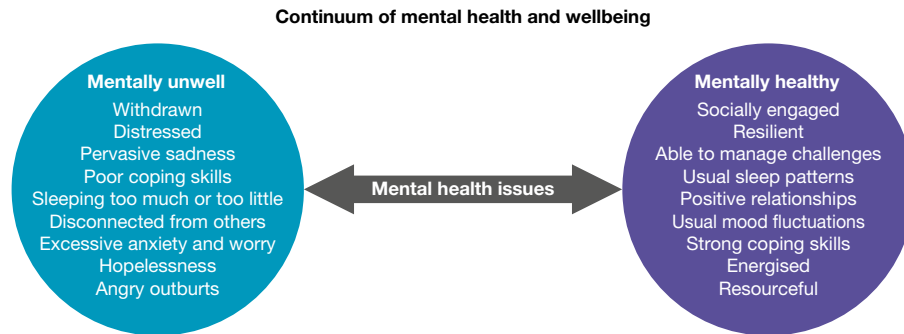 Continuum of mental health and wellbeing
Mentally unwell
Withdrawn
Distressed
Pervasive sadness
Poor coping skills
Sleeping too much or too little
Disconnected from others
Excessive anxiety and worry
Hopelessness
Angry outburts
Mental health issues
Mentally healthy
Socially engaged
Resilient
Able to manage challenges
Usual sleep patterns
Positive relationships
Usual mood fluctuations
Strong coping skills
Energised
Resourceful